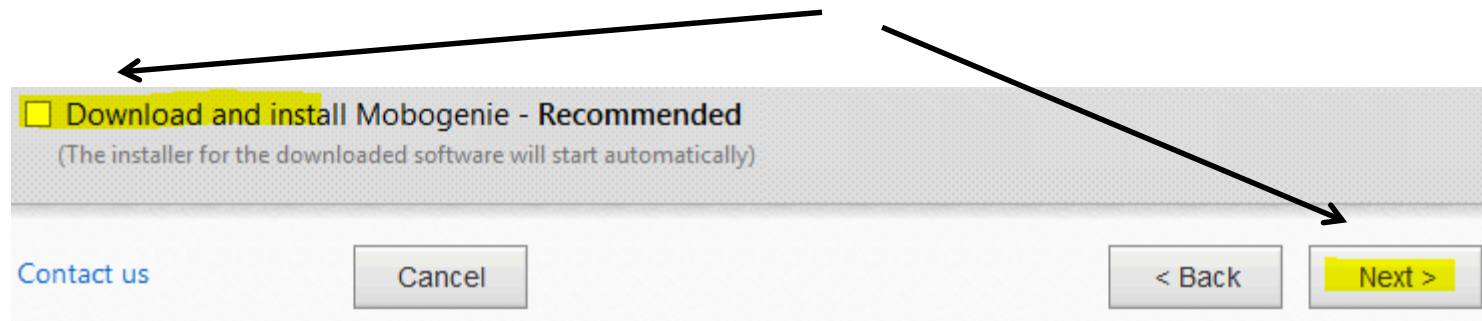 Download and install Mobogenie - Recommended
(The installer for the downloaded software will start automatically)
Contact us
Cancel
< Back
Next >